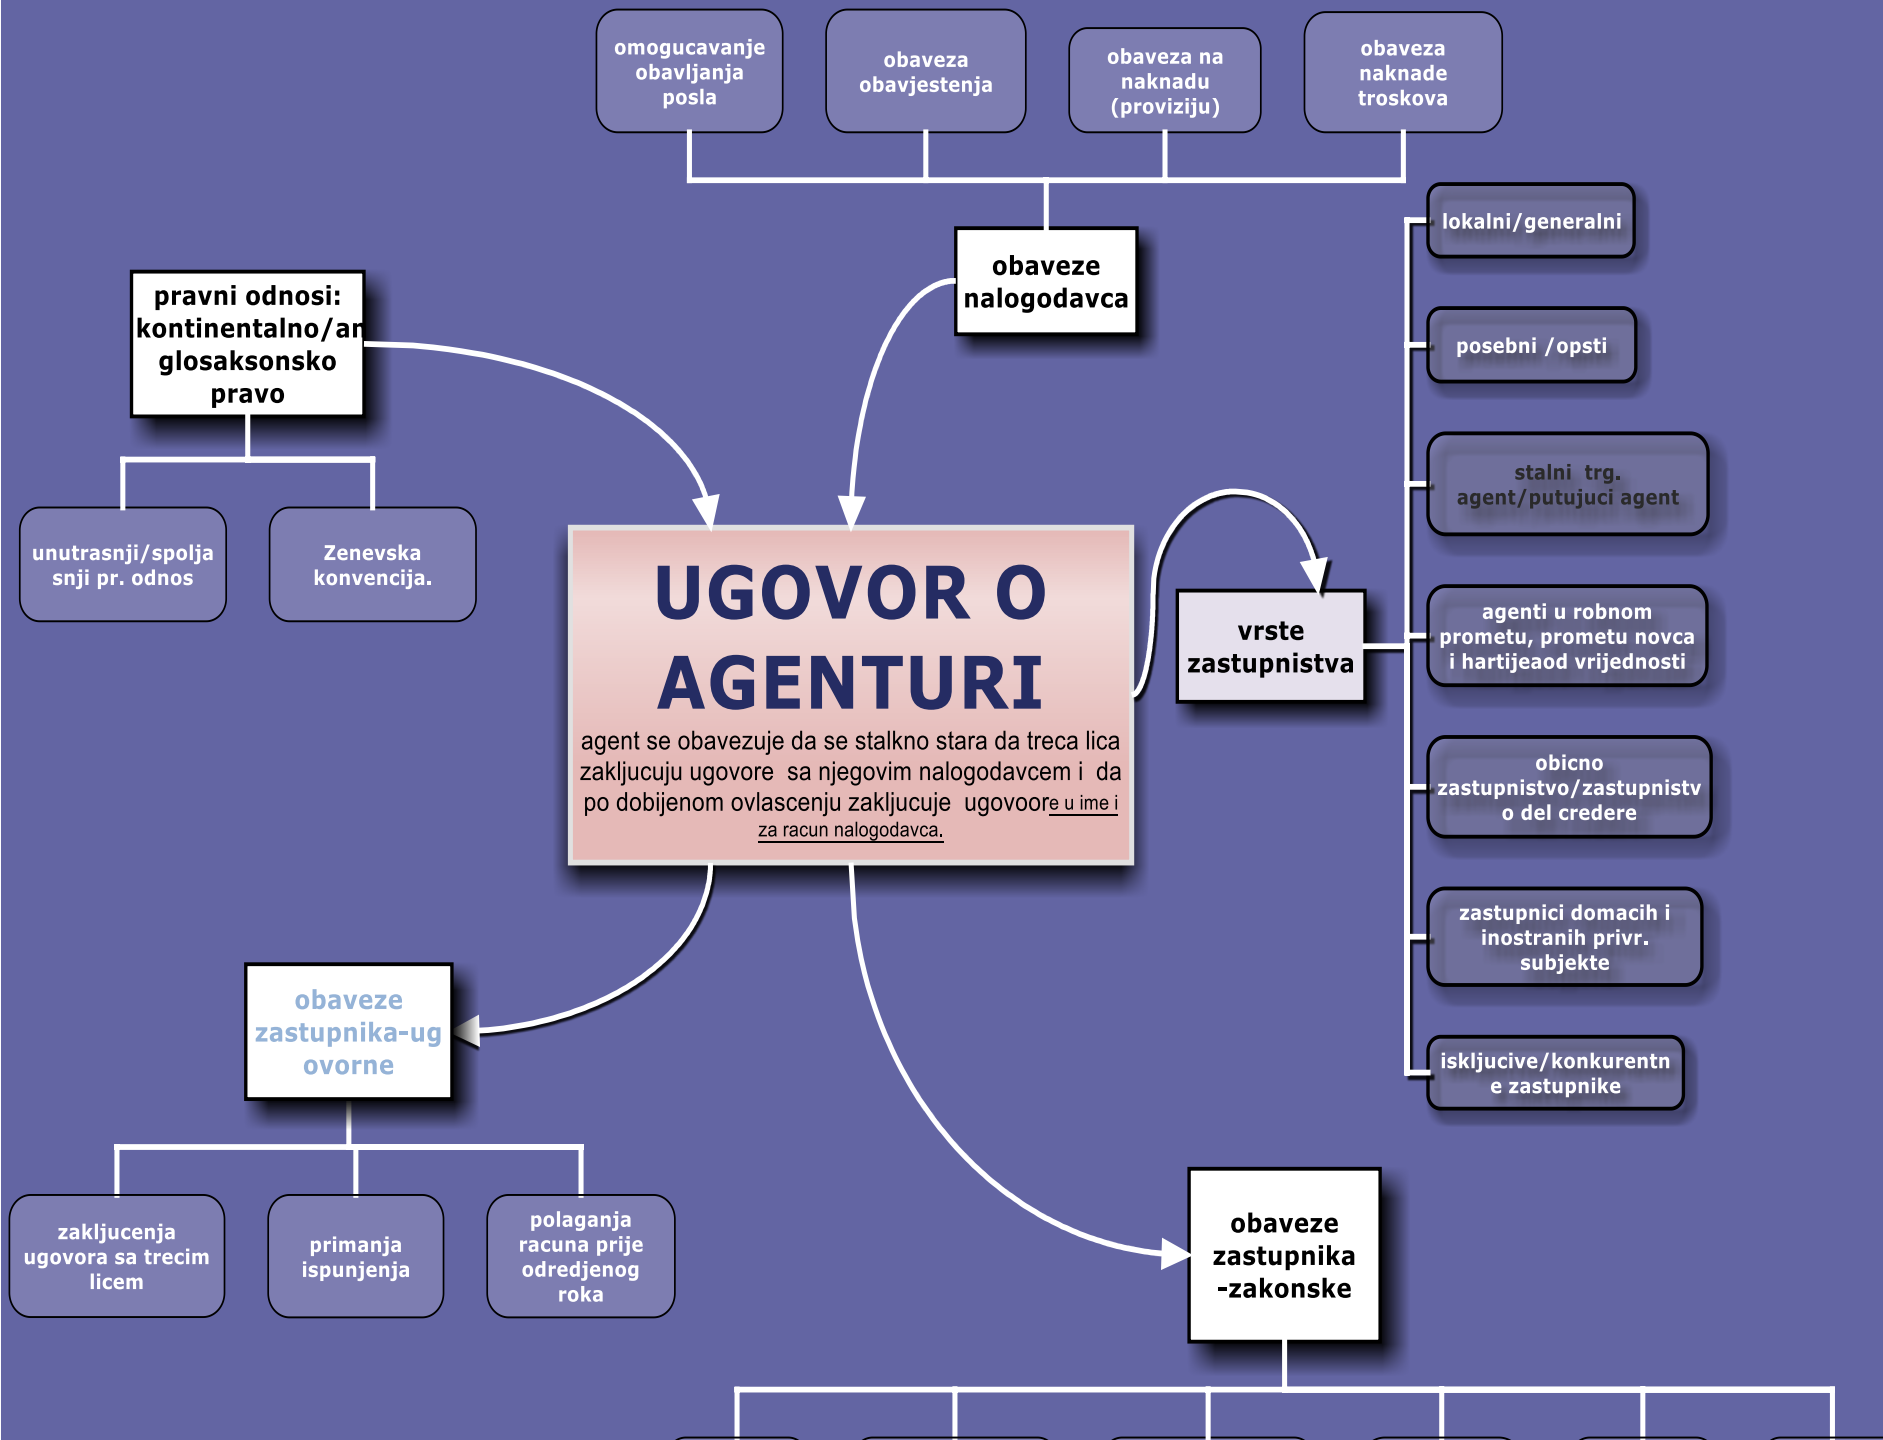 omogucavanje
obavljanja
posla
obaveza
obavjestenja
obaveza na
naknadu
(proviziju)
obaveza
naknade
troskova
obaveze
nalogodavca
pravni odnosi:
kontinentalno/an
glosaksonsko
pravo
unutrasnji/spolja
snji pr. odnos
Zenevska
konvencija.
UGOVOR O
AGENTURI
agent se obavezuje da se stalkno stara da treca lica
zakljucuju ugovore  sa njegovim nalogodavcem i  da
po dobijenom ovlascenju zakljucuje  ugovoore u ime i
za racun nalogodavca.
vrste
zastupnistva
lokalni/generalni
posebni /opsti
stalni  trg.
agent/putujuci agent
agenti u robnom
prometu, prometu novca
i hartijeaod vrijednosti
obicno
zastupnistvo/zastupnistv
o del credere
zastupnici domacih i
inostranih privr.
subjekte
iskljucive/konkurentn
e zastupnike
obaveze
zastupnika-ug
ovorne
zakljucenja
ugovora sa trecim
licem
primanja
ispunjenja
polaganja
racuna prije
odredjenog
roka
obaveze
zastupnika
-zakonske